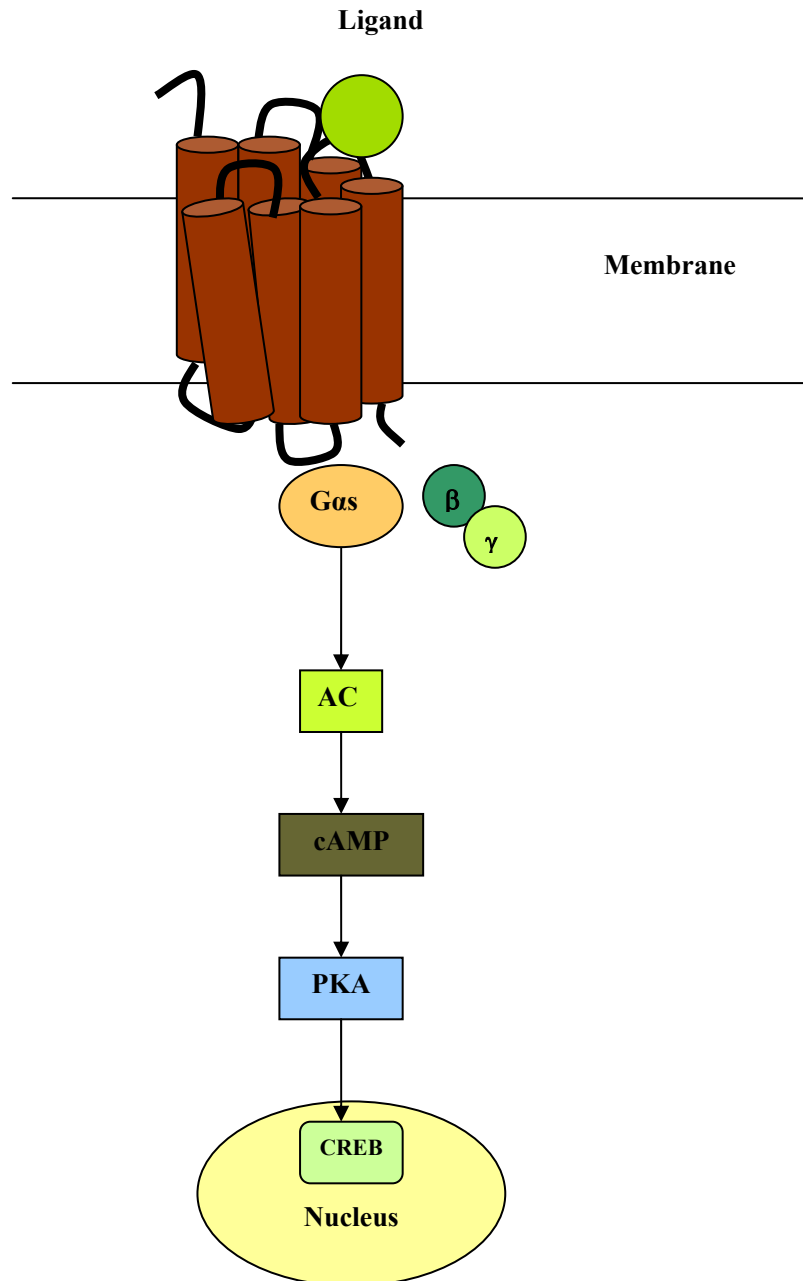 Ligand
Membrane
Gαs
β
γ
AC
cAMP
PKA
CREB
Nucleus